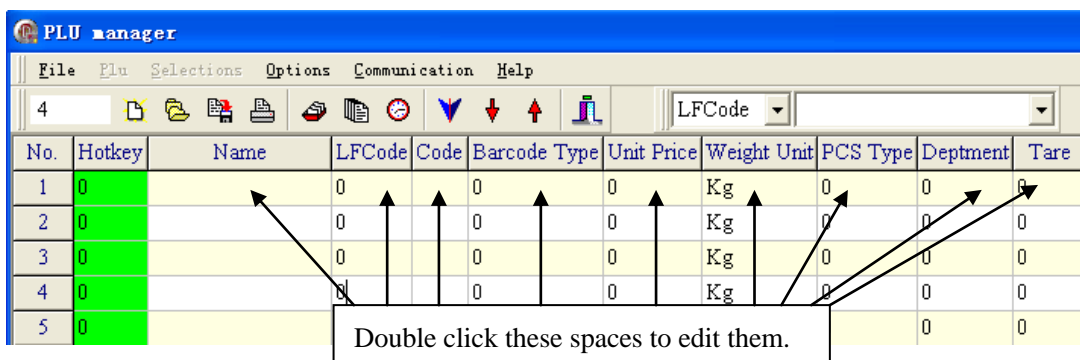 PLU manager
File Plu Selections Options Communication Help
4 LFCode
No. Hotkey Name LFCode Code Barcode Type Unit Price Weight Unit PCS Type Deptment Tare
1 0 0 0 0 Kg 0 0 0
2 0 0 0 0 Kg 0 0 0
3 0 0 0 0 Kg 0 0 0
4 0 0 0 0 Kg 0 0 0
5 0 0 0
Double click these spaces to edit them.